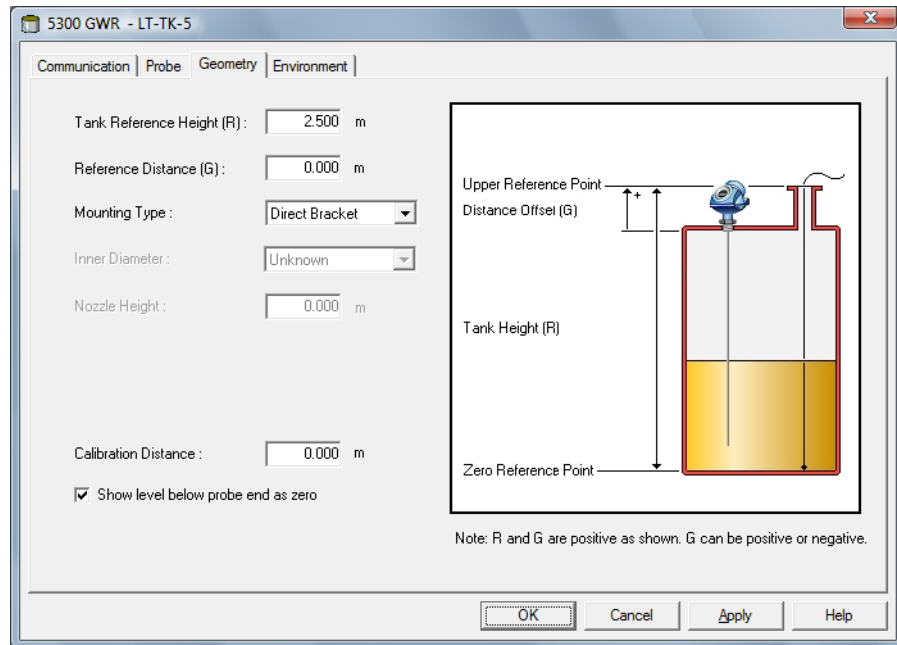 5300 GWR - LT-TK-5
Communication Probe Geometry Environment
Tank Reference Height (R) : 2.500 m
Reference Distance (G) : 0.000 m
Mounting Type : Direct Bracket
Inner Diameter : Unknown
Nozzle Height : 0.000 m
Calibration Distance : 0.000 m
Show level below probe end as zero
Upper Reference Point
+
Distance Offsel (G)
Tank Height (R)
Zero Reference Point
Note: R and G are positive as shown. G can be positive or negative.
OK Cancel Apply Help